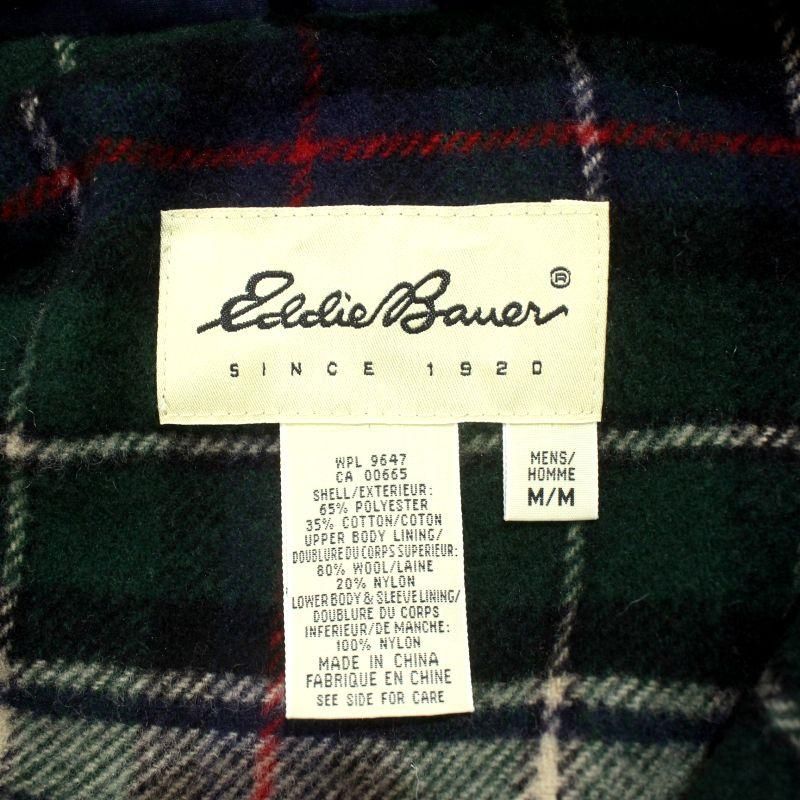 Eddie Bauer®
SINCE 1920
WPL 9647
CA 00665
SHELL/EXTERIEUR:
65% POLYESTER
35% COTTON/COTON
UPPER BODY LINING/
DOUBLURE DU CORPS SUPERIEUR:
80% WOOL/LAINE
20% NYLON
LOWER BODY & SLEEVE LINING/
DOUBLURE DU CORPS
INFERIEUR/DE MANCHE:
100% NYLON
MADE IN CHINA
FABRIQUE EN CHINE
SEE SIDE FOR CARE
MENS/
HOMME
M/M